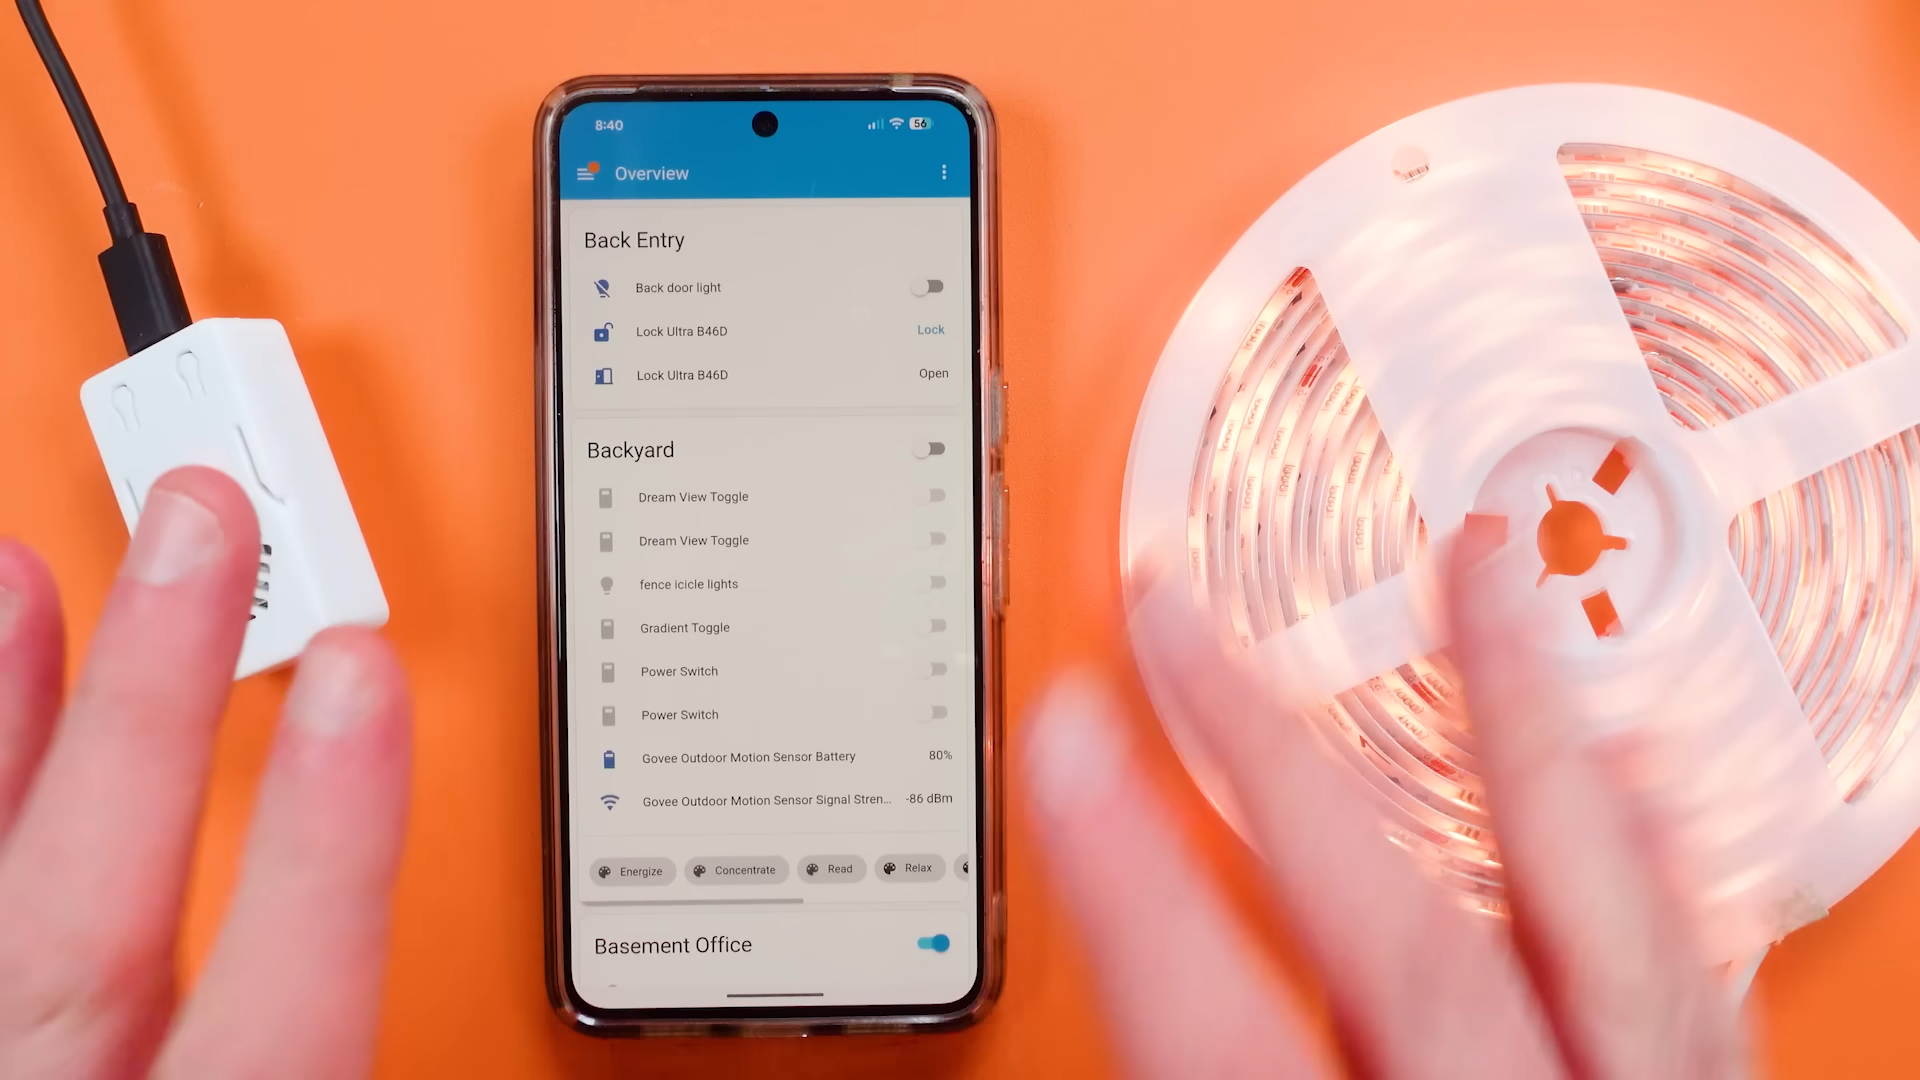 8:40
56
Overview
Back Entry
Back door light
Lock Ultra B46D
Lock
Lock Ultra B46D
Open
Backyard
Dream View Toggle
Dream View Toggle
fence icicle lights
Gradient Toggle
Power Switch
Power Switch
Govee Outdoor Motion Sensor Battery 80%
Govee Outdoor Motion Sensor Signal Stren... -86 dBm
Energize Concentrate Read Relax
Basement Office